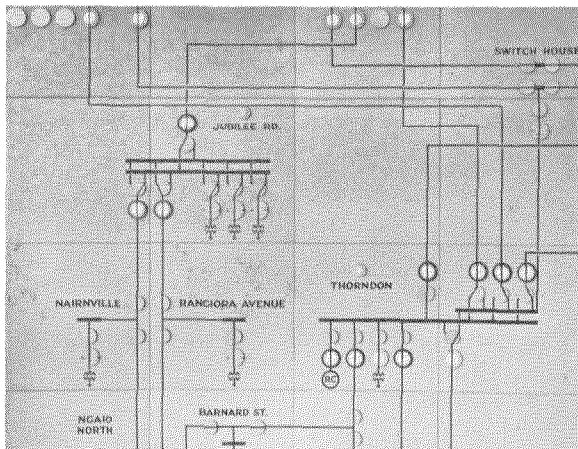 SWITCH HOUSE
JUBILEE RD.
THORNDON
NAIRNVILLE
RANGIORA AVENUE
RC
BARNARD ST.
NGAIO
NORTH